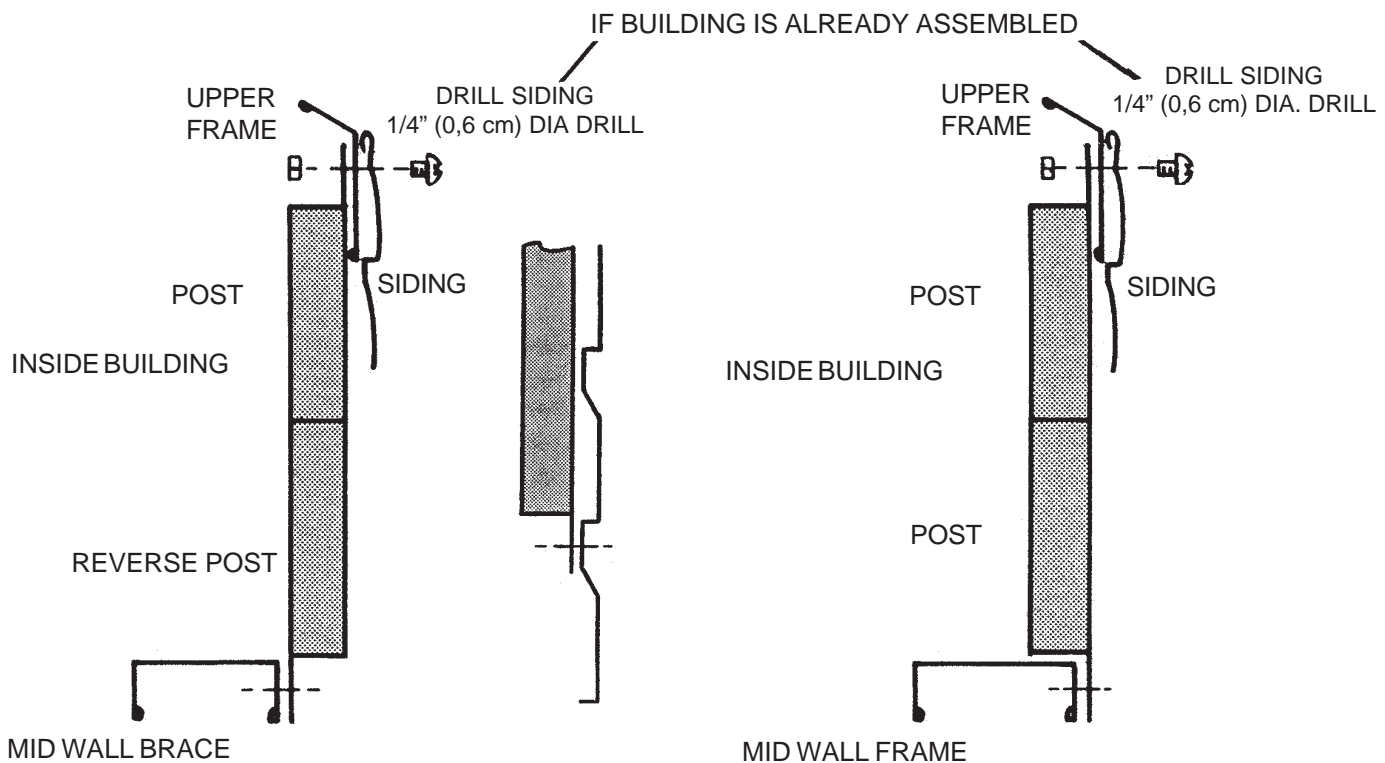 IF BUILDING IS ALREADY ASSEMBLED
UPPER
FRAME
DRILL SIDING
1/4” (0,6 cm) DIA DRILL
POST
SIDING
INSIDE BUILDING
REVERSE POST
MID WALL BRACE
UPPER
FRAME
DRILL SIDING
1/4” (0,6 cm) DIA. DRILL
POST
SIDING
INSIDE BUILDING
POST
MID WALL FRAME